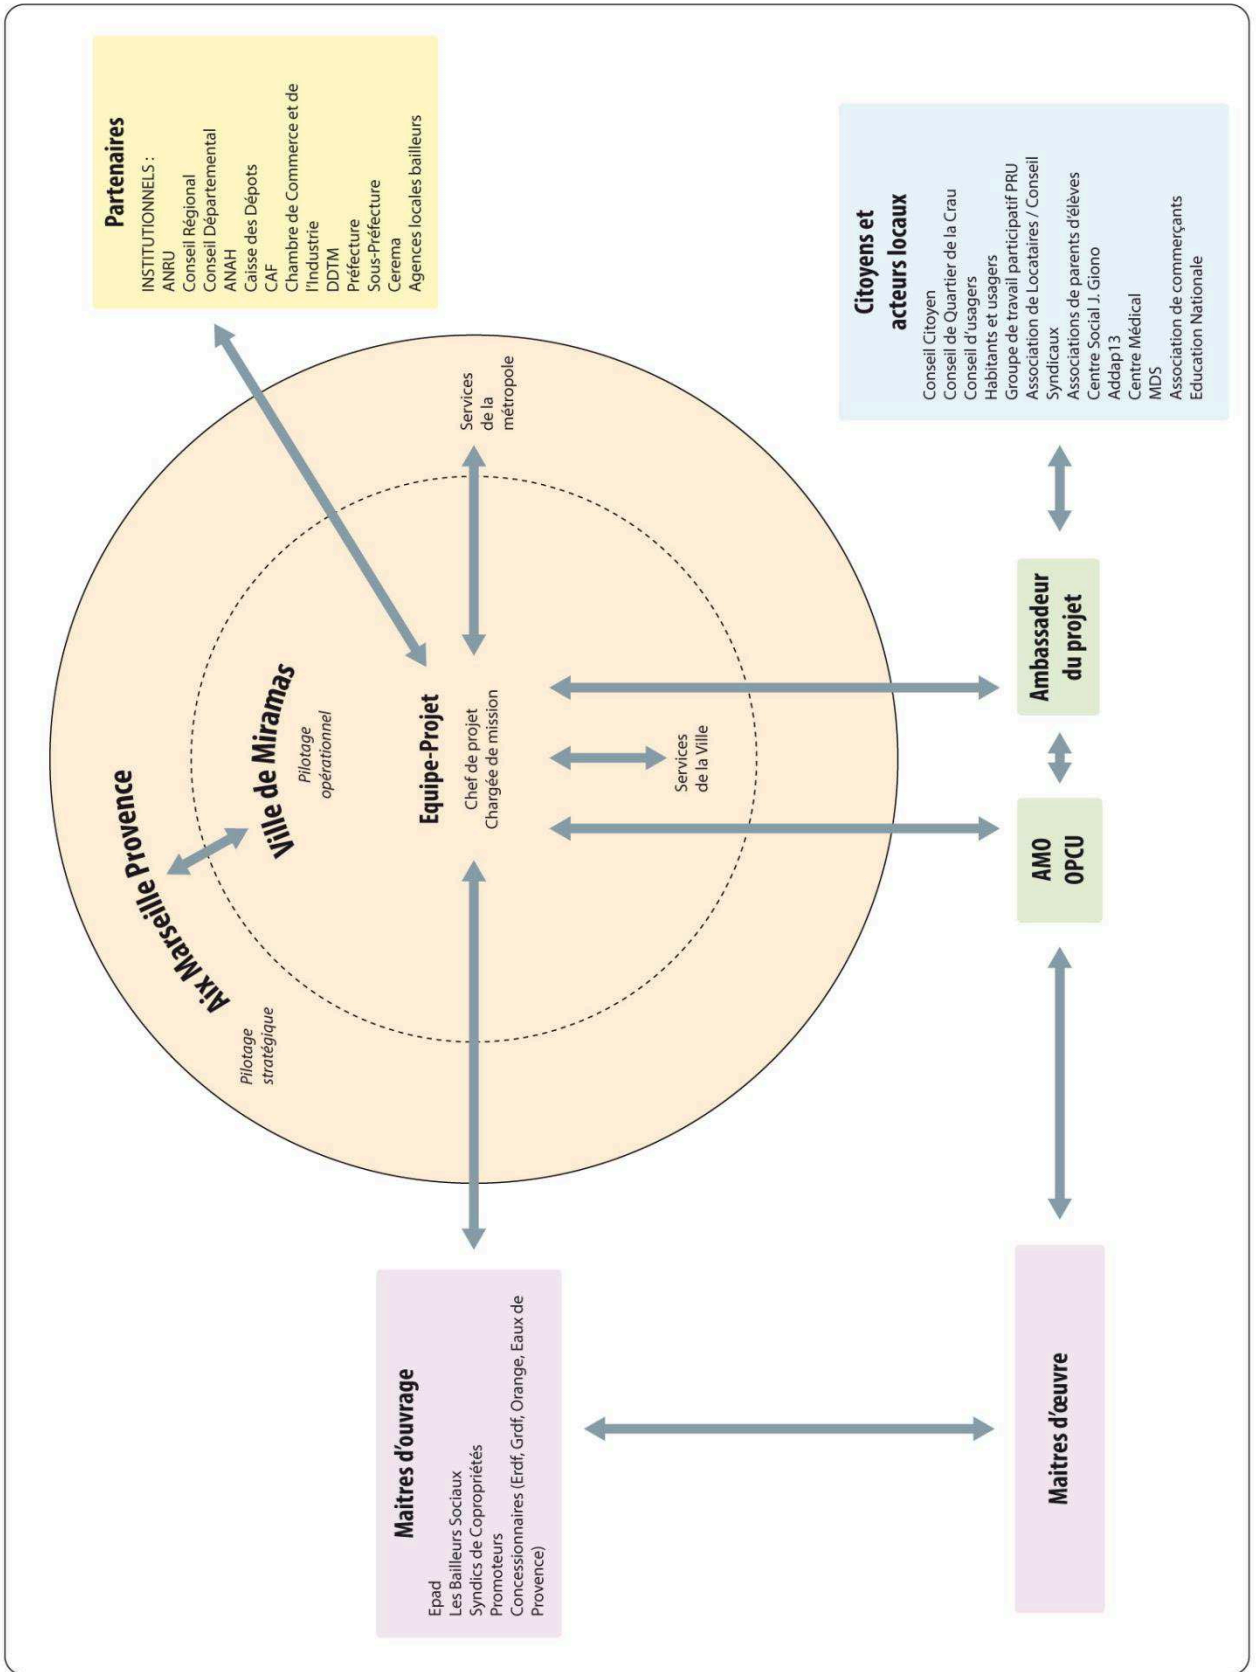 Aix Marseille Provence
Pilotage
stratégique
Ville de Miramas
Pilotage
opérationnel
Equipe-Projet
Chef de projet
Chargée de mission
Services
de la Ville
Services
de la
métropole
Partenaires
INSTITUTIONNELS :
ANRU
Conseil Régional
Conseil Départemental
ANAH
Caisse des Dépots
CAF
Chambre de Commerce et de
l'Industrie
DDTM
Préfecture
Sous-Préfecture
Cerema
Agences locales bailleurs
Maitres d'ouvrage
Epad
Les Bailleurs Sociaux
Syndics de Copropriétés
Promoteurs
Concessionnaires (Erdf, Grdf, Orange, Eaux de
Provence)
Maitres d'œuvre
AMO
OPCU
Ambassadeur
du projet
Citoyens et
acteurs locaux
Conseil Citoyen
Conseil de Quartier de la Crau
Conseil d'usagers
Habitants et usagers
Groupe de travail participatif PRU
Association de Locataires / Conseil
Syndicaux
Associations de parents d'élèves
Centre Social J. Giono
Addap13
Centre Médical
MDS
Association de commerçants
Education Nationale